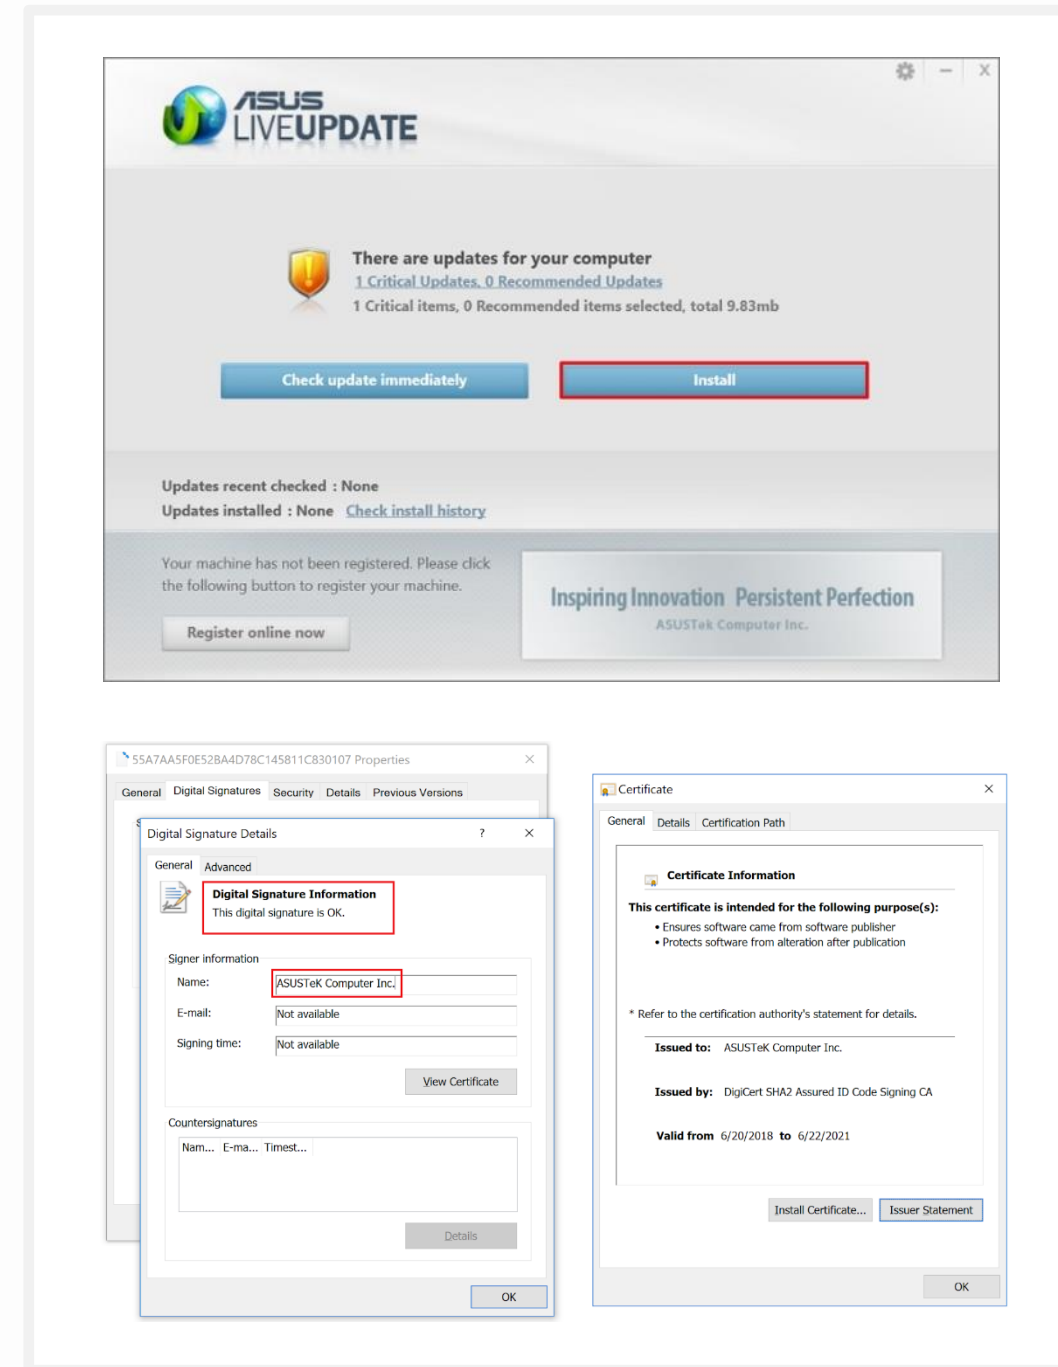 ASUS
LIVEUPDATE
There are updates for your computer
1 Critical Updates, 0 Recommended Updates
1 Critical items, 0 Recommended items selected, total 9.83mb
Check update immediately
Install
Updates recent checked : None
Updates installed : None Check install history
Your machine has not been registered. Please click
the following button to register your machine.
Register online now
Inspiring Innovation Persistent Perfection
ASUSTek Computer Inc.
55A7AA5F0E52BA4D78C145811C830107 Properties
General Digital Signatures Security Details Previous Versions
Digital Signature Details
General Advanced
Digital Signature Information
This digital signature is OK.
Signer information
Name: ASUSTeK Computer Inc.
E-mail: Not available
Signing time: Not available
View Certificate
Countersignatures
Nam... E-ma... Timest...
Details
OK
Certificate
General Details Certification Path
Certificate Information
This certificate is intended for the following purpose(s):
• Ensures software came from software publisher
• Protects software from alteration after publication
* Refer to the certification authority's statement for details.
Issued to: ASUSTeK Computer Inc.
Issued by: DigiCert SHA2 Assured ID Code Signing CA
Valid from 6/20/2018 to 6/22/2021
Install Certificate... Issuer Statement
OK